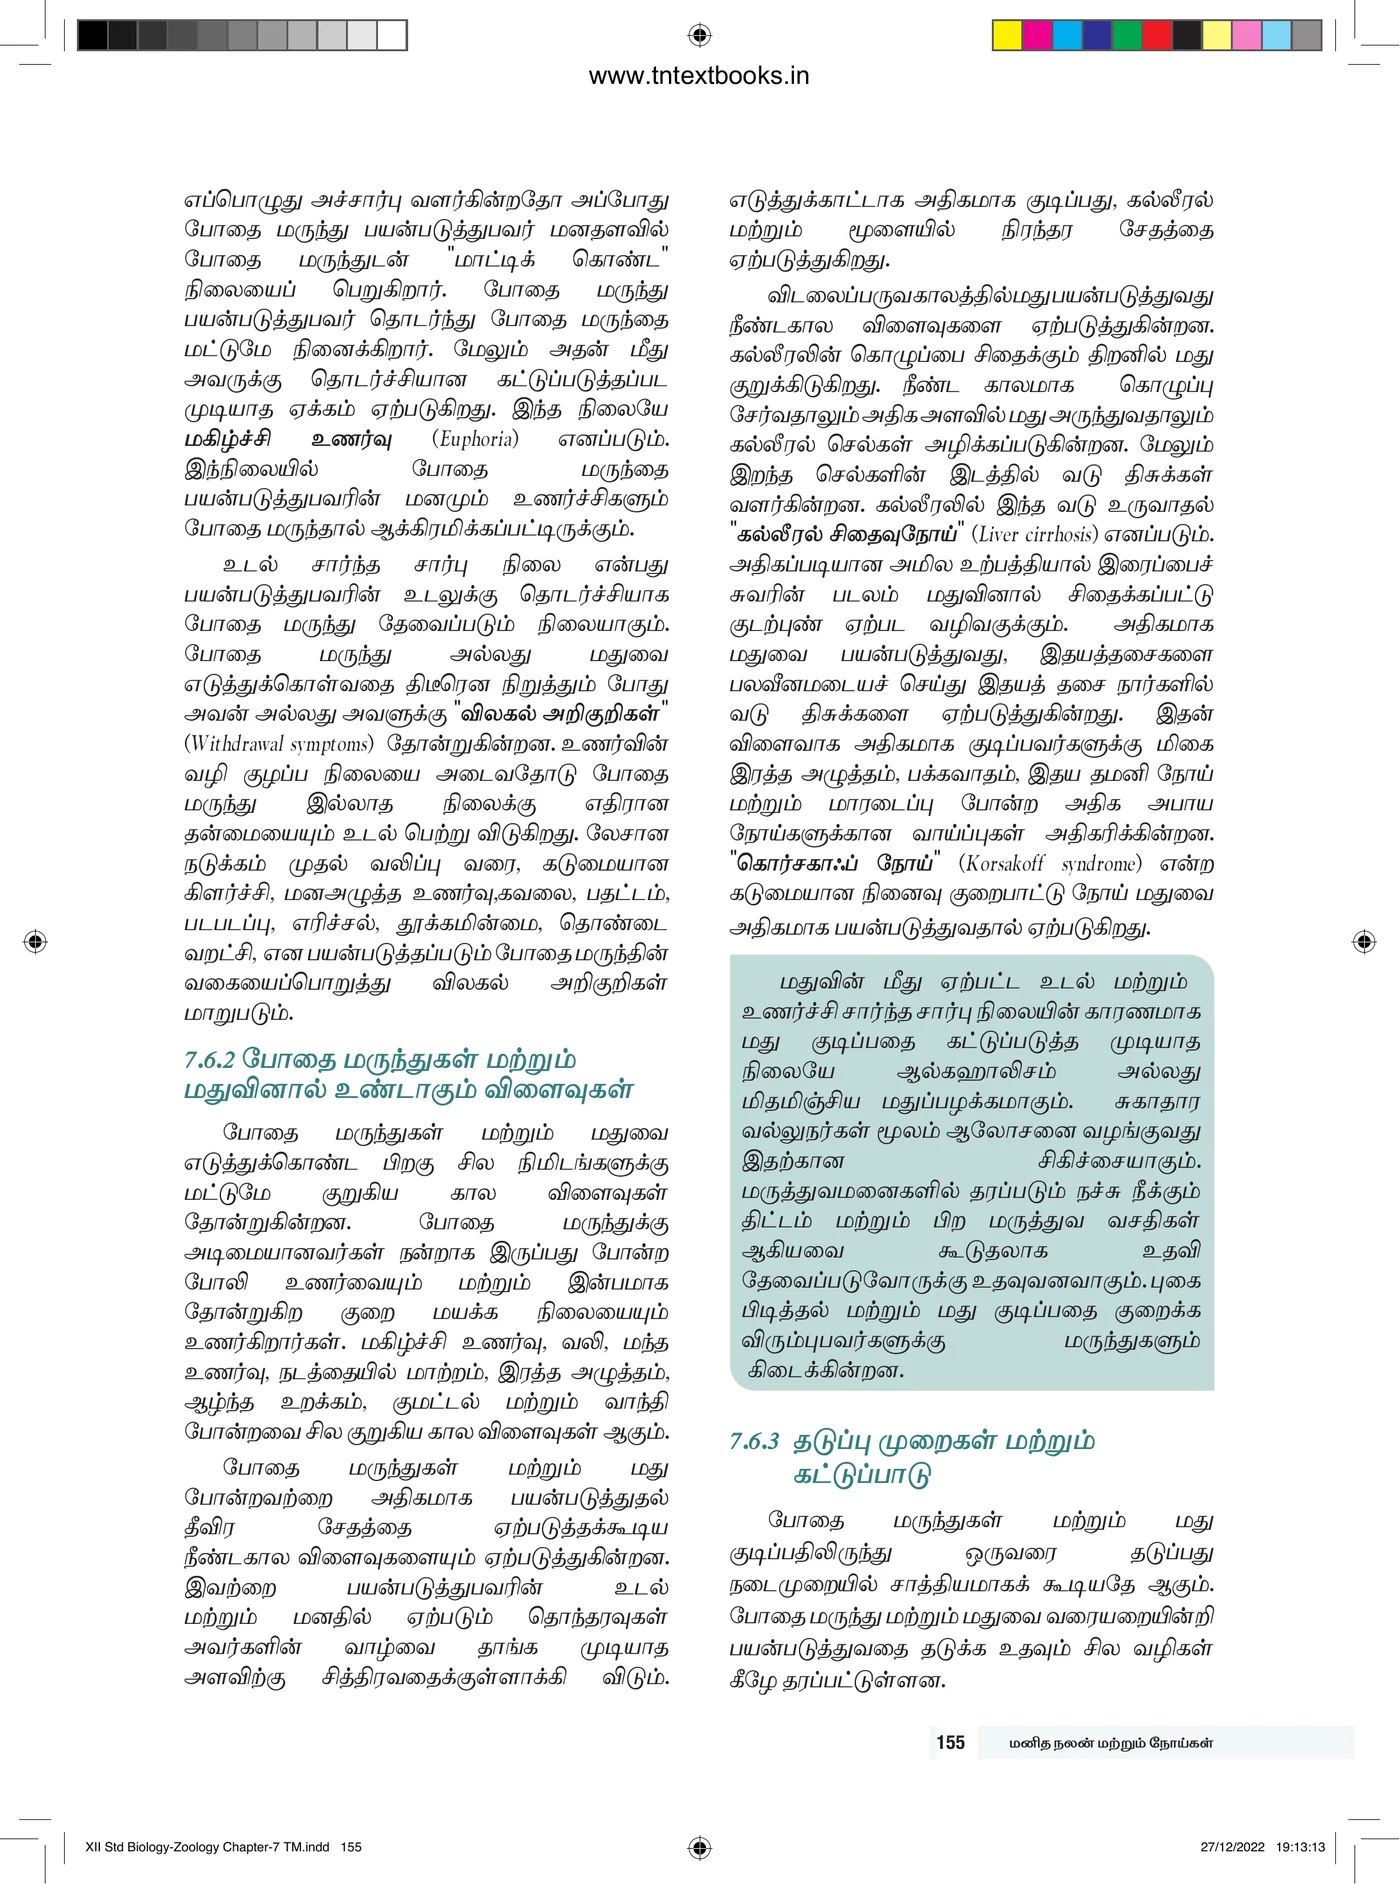 www.tntextbooks.in
எப்பொழுது அச்சார்பு வளர்கின்றதோ அப்போது
போதை மருந்து பயன்படுத்துபவர் மனதளவில்
போதை மருந்துடன் "மாட்டிக் கொண்ட"
நிலையைப் பெறுகிறார். போதை மருந்து
பயன்படுத்துபவர் தொடர்ந்து போதை மருந்தை
மட்டுமே நினைக்கிறார். மேலும் அதன் மீது
அவருக்கு தொடர்ச்சியான கட்டுப்படுத்தப்பட
முடியாத ஏக்கம் ஏற்படுகிறது. இந்த நிலையே
மகிழ்ச்சி உணர்வு (Euphoria) எனப்படும்.
இந்நிலையில் போதை மருந்தை
பயன்படுத்துபவரின் மனமும் உணர்ச்சிகளும்
போதை மருந்தால் ஆக்கிரமிக்கப்பட்டிருக்கும்.
உடல் சார்ந்த சார்பு நிலை என்பது
பயன்படுத்துபவரின் உடலுக்கு தொடர்ச்சியாக
போதை மருந்து தேவைப்படும் நிலையாகும்.
போதை மருந்து அல்லது மதுவை
எடுத்துக்கொள்வதை திடீரென நிறுத்தும் போது
அவன் அல்லது அவளுக்கு "விலகல் அறிகுறிகள்"
(Withdrawal symptoms) தோன்றுகின்றன. உணர்வின்
வழி குழப்ப நிலையை அடைவதோடு போதை
மருந்து இல்லாத நிலைக்கு எதிரான
தன்மையையும் உடல் பெற்று விடுகிறது. லேசான
நடுக்கம் முதல் வலிப்பு வரை, கடுமையான
கிளர்ச்சி, மனஅழுத்த உணர்வு,கவலை, பதட்டம்,
படபடப்பு, எரிச்சல், தூக்கமின்மை, தொண்டை
வறட்சி, என பயன்படுத்தப்படும் போதை மருந்தின்
வகையைப்பொறுத்து விலகல் அறிகுறிகள்
மாறுபடும்.
7.6.2 போதை மருந்துகள் மற்றும்
மதுவினால் உண்டாகும் விளைவுகள்
போதை மருந்துகள் மற்றும் மதுவை
எடுத்துக்கொண்ட பிறகு சில நிமிடங்களுக்கு
மட்டுமே குறுகிய கால விளைவுகள்
தோன்றுகின்றன. போதை மருந்துக்கு
அடிமையானவர்கள் நன்றாக இருப்பது போன்ற
போலி உணர்வையும் மற்றும் இன்பமாக
தோன்றுகிற குறை மயக்க நிலையையும்
உணர்கிறார்கள். மகிழ்ச்சி உணர்வு, வலி, மந்த
உணர்வு, நடத்தையில் மாற்றம், இரத்த அழுத்தம்,
ஆழ்ந்த உறக்கம், குமட்டல் மற்றும் வாந்தி
போன்றவை சில குறுகிய கால விளைவுகள் ஆகும்.
போதை மருந்துகள் மற்றும் மது
போன்றவற்றை அதிகமாக பயன்படுத்துதல்
தீவிர சேதத்தை ஏற்படுத்தக்கூடிய
நீண்டகால விளைவுகளையும் ஏற்படுத்துகின்றன.
இவற்றை பயன்படுத்துபவரின் உடல்
மற்றும் மனதில் ஏற்படும் தொந்தரவுகள்
அவர்களின் வாழ்வை தாங்க முடியாத
அளவிற்கு சித்திரவதைக்குள்ளாக்கி விடும்.
எடுத்துக்காட்டாக அதிகமாக குடிப்பது, கல்லீரல்
மற்றும் மூளையில் நிரந்தர சேதத்தை
ஏற்படுத்துகிறது.
விடலைப்பருவகாலத்தில்மதுபயன்படுத்துவது
நீண்டகால விளைவுகளை ஏற்படுத்துகின்றன.
கல்லீரலின் கொழுப்பை சிதைக்கும் திறனில் மது
குறுக்கிடுகிறது. நீண்ட காலமாக கொழுப்பு
சேர்வதாலும் அதிக அளவில் மது அருந்துவதாலும்
கல்லீரல் செல்கள் அழிக்கப்படுகின்றன. மேலும்
இறந்த செல்களின் இடத்தில் வடு திசுக்கள்
வளர்கின்றன. கல்லீரலில் இந்த வடு உருவாதல்
"கல்லீரல் சிதைவுநோய்" (Liver cirrhosis) எனப்படும்.
அதிகப்படியான அமில உற்பத்தியால் இரைப்பைச்
சுவரின் படலம் மதுவினால் சிதைக்கப்பட்டு
குடற்புண் ஏற்பட வழிவகுக்கும். அதிகமாக
மதுவை பயன்படுத்துவது, இதயத்தசைகளை
பலவீனமடையச் செய்து இதயத் தசை நார்களில்
வடு திசுக்களை ஏற்படுத்துகின்றது. இதன்
விளைவாக அதிகமாக குடிப்பவர்களுக்கு மிகை
இரத்த அழுத்தம், பக்கவாதம், இதய தமனி நோய்
மற்றும் மாரடைப்பு போன்ற அதிக அபாய
நோய்களுக்கான வாய்ப்புகள் அதிகரிக்கின்றன.
"கொர்சகாஃப் நோய்" (Korsakoff syndrome) என்ற
கடுமையான நினைவு குறைபாட்டு நோய் மதுவை
அதிகமாக பயன்படுத்துவதால் ஏற்படுகிறது.
மதுவின் மீது ஏற்பட்ட உடல் மற்றும்
உணர்ச்சி சார்ந்த சார்பு நிலையின் காரணமாக
மது குடிப்பதை கட்டுப்படுத்த முடியாத
நிலையே ஆல்கஹாலிசம் அல்லது
மிதமிஞ்சிய மதுப்பழக்கமாகும். சுகாதார
வல்லுநர்கள் மூலம் ஆலோசனை வழங்குவது
இதற்கான சிகிச்சையாகும்.
மருத்துவமனைகளில் தரப்படும் நச்சு நீக்கும்
திட்டம் மற்றும் பிற மருத்துவ வசதிகள்
ஆகியவை கூடுதலாக உதவி
தேவைப்படுவோருக்கு உதவுவனவாகும். புகை
பிடித்தல் மற்றும் மது குடிப்பதை குறைக்க
விரும்புபவர்களுக்கு மருந்துகளும்
கிடைக்கின்றன.
7.6.3 தடுப்பு முறைகள் மற்றும்
கட்டுப்பாடு
போதை மருந்துகள் மற்றும் மது
குடிப்பதிலிருந்து ஒருவரை தடுப்பது
நடைமுறையில் சாத்தியமாகக் கூடியதே ஆகும்.
போதை மருந்து மற்றும் மதுவை வரையறையின்றி
பயன்படுத்துவதை தடுக்க உதவும் சில வழிகள்
கீழே தரப்பட்டுள்ளன.
155 மனித நலன் மற்றும் நோய்கள்
XII Std Biology-Zoology Chapter-7 TM.indd 155 27/12/2022 19:13:13